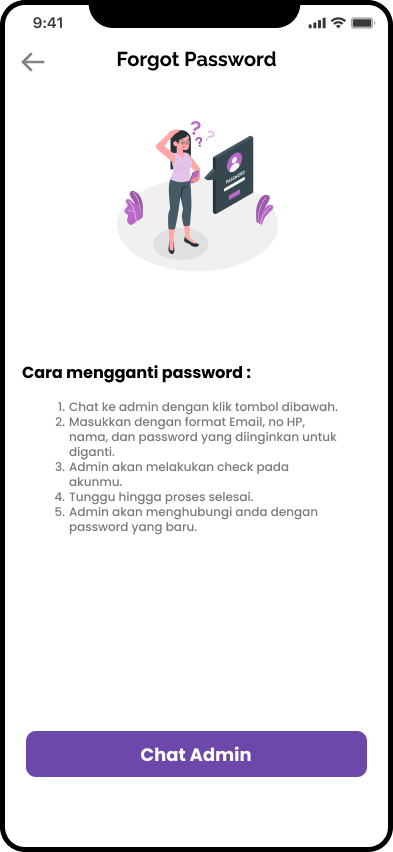 9:41
Forgot Password
? ? ?
PASSWORD
Cara mengganti password :
1. Chat ke admin dengan klik tombol dibawah.
2. Masukkan dengan format Email, no HP,
nama, dan password yang diinginkan untuk
diganti.
3. Admin akan melakukan check pada
akunmu.
4. Tunggu hingga proses selesai.
5. Admin akan menghubungi anda dengan
password yang baru.
Chat Admin